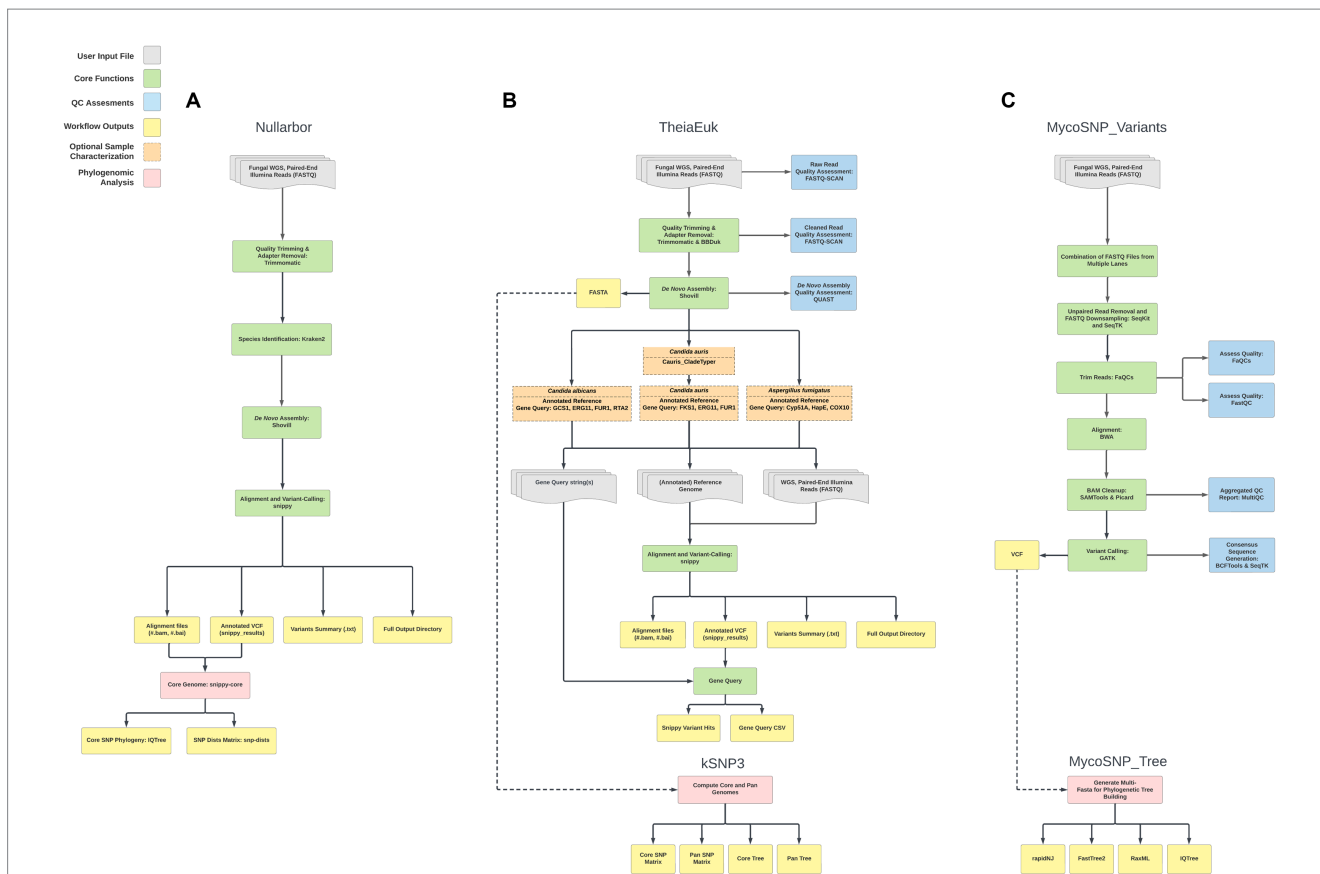 User Input File
Core Functions
QC Assesments
Workflow Outputs
Optional Sample
Characterization
Phylogenomic
Analysis
A
Nullarbor
Fungal WGS, Paired-End
Illumina Reads (FASTQ)
Quality Trimming &
Adapter Removal:
Trimmomatic
Species Identification: Kraken2
De Novo Assembly:
Shovill
Alignment and Variant-Calling:
snippy
Alignment files
(#.bam, #.bai)
Annotated VCF
(snippy_results)
Variants Summary (.txt)
Full Output Directory
Core Genome: snippy-core
Core SNP Phylogeny: IQTree
SNP Dists Matrix: snp-dists
B
TheiaEuk
Fungal WGS, Paired-End
Illumina Reads (FASTQ)
Raw Read
Quality Assessment:
FASTQ-SCAN
Quality Trimming &
Adapter Removal:
Trimmomatic & BBDuk
Cleaned Read
Quality Assessment:
FASTQ-SCAN
FASTA
De Novo Assembly:
Shovill
De Novo Assembly
Quality Assessment:
QUAST
Candida auris
Cauris_CladeTyper
Candida albicans
Annotated Reference
Gene Query: GCS1, ERG11, FUR1, RTA2
Candida auris
Annotated Reference
Gene Query: FKS1, ERG11, FUR1
Aspergillus fumigatus
Annotated Reference
Gene Query: Cyp51A, HapE, COX10
Gene Query string(s)
(Annotated) Reference
Genome
WGS, Paired-End Illumina
Reads (FASTQ)
Alignment and Variant-Calling:
snippy
Alignment files
(#.bam, #.bai)
Annotated VCF
(snippy_results)
Variants Summary (.txt)
Full Output Directory
Gene Query
Snippy Variant Hits
Gene Query CSV
kSNP3
Compute Core and Pan
Genomes
Core SNP
Matrix
Pan SNP
Matrix
Core Tree
Pan Tree
C
MycoSNP_Variants
Fungal WGS, Paired-End
Illumina Reads (FASTQ)
Combination of FASTQ Files from
Multiple Lanes
Unpaired Read Removal and
FASTQ Downsampling: SeqKit
and SeqTK
Trim Reads: FaQCs
Assess Quality:
FaQCs
Assess Quality:
FastQC
Alignment:
BWA
BAM Cleanup:
SAMTools & Picard
Aggregated QC
Report: MultiQC
VCF
Variant Calling:
GATK
Consensus
Sequence
Generation:
BCFTools & SeqTK
MycoSNP_Tree
Generate Multi-
Fasta for Phylogenetic Tree
Building
rapidNJ
FastTree2
RaxML
IQTree